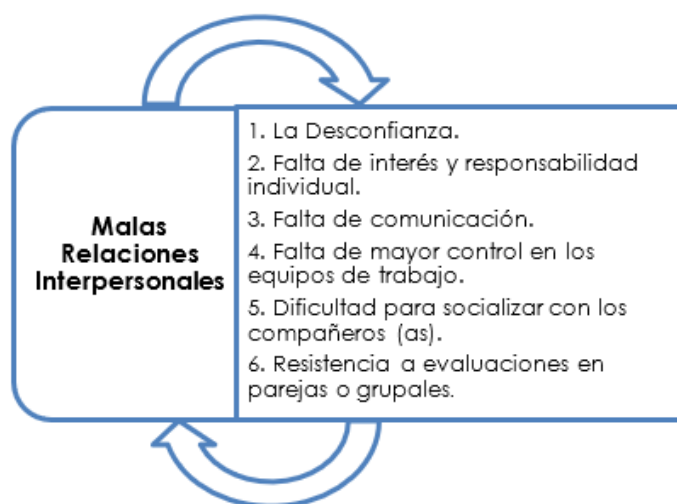 Malas
Relaciones
Interpersonales
1. La Desconfianza.
2. Falta de interés y responsabilidad
individual.
3. Falta de comunicación.
4. Falta de mayor control en los
equipos de trabajo.
5. Dificultad para socializar con los
compañeros (as).
6. Resistencia a evaluaciones en
parejas o grupales.